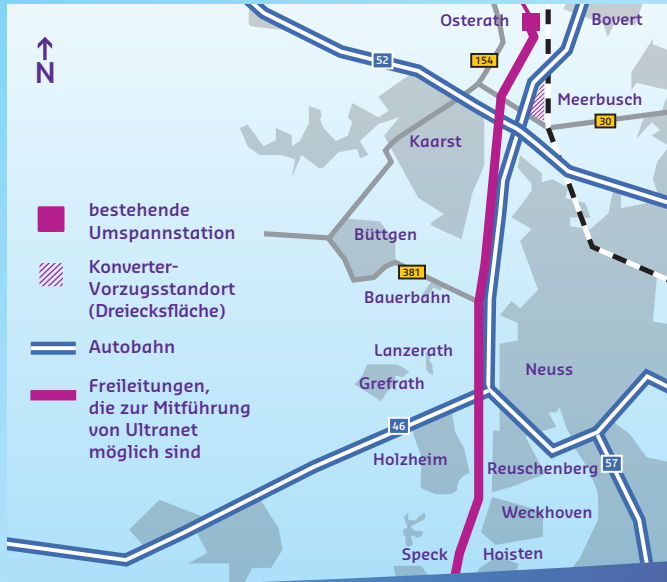 Osterath
Bovert
N
52
154
Meerbusch
30
Kaarst
bestehende
Umspannstation
Büttgen
Konverter-
Vorzugsstandort
(Dreiecksfläche)
381
Bauerbahn
Autobahn
Lanzerath
Neuss
Grefrath
Freileitungen,
die zur Mitführung
von Ultranet
möglich sind
46
Holzheim
Reuschenberg
57
Weckhoven
Speck
Hoisten